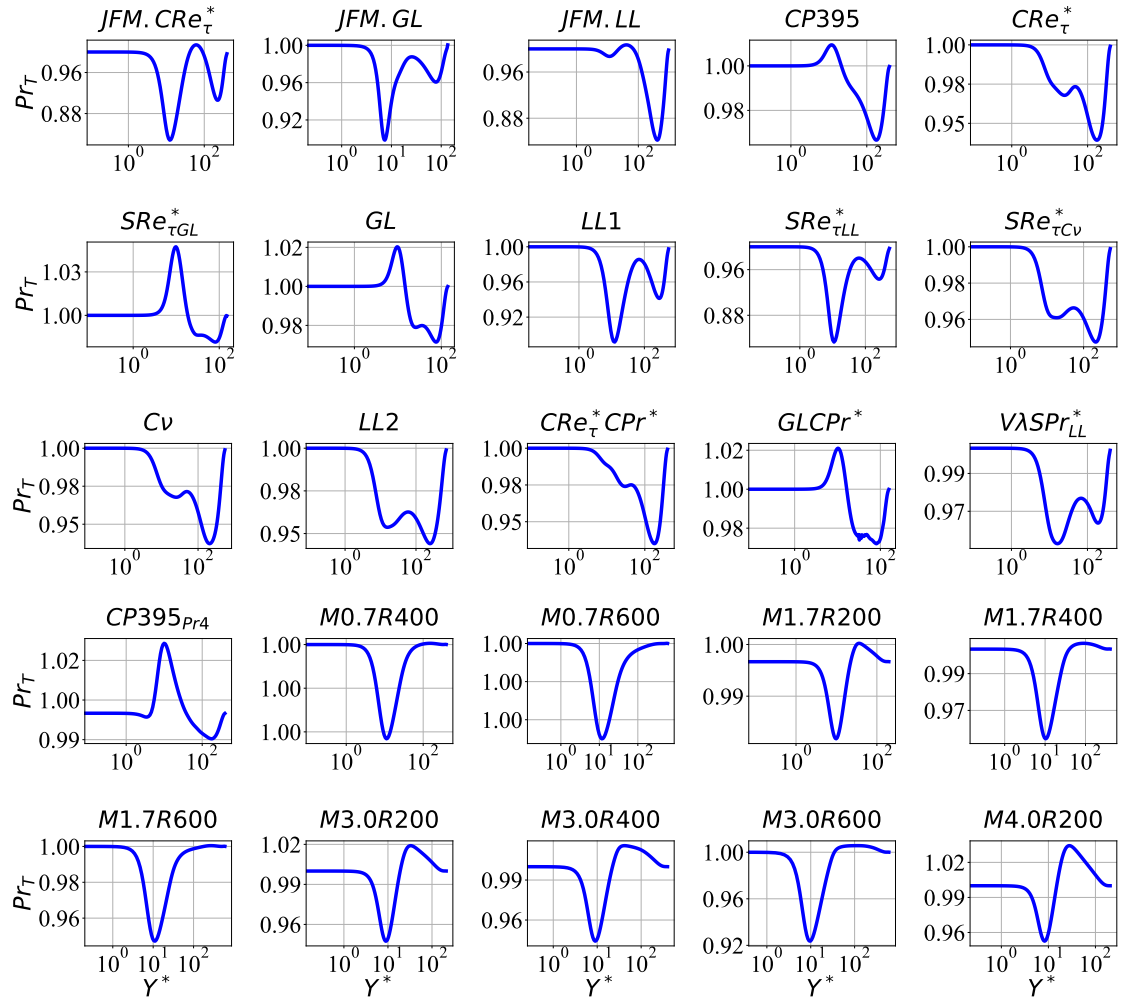 JFM.CRe*τ JFM.GL JFM.LL CP395 CRe*τ
Pr_T 0.96 0.88 10^0 10^2
1.00 0.96 0.92 10^0 10^1 10^2
0.96 0.88 10^0 10^2
1.00 0.98 10^0 10^2
1.00 0.98 0.95 10^0 10^2
SRe*τGL GL LL1 SRe*τLL SRe*τCν
Pr_T 1.03 1.00 10^0 10^2
1.02 1.00 0.98 10^0 10^2
1.00 0.96 0.92 10^0 10^2
0.96 0.88 10^0 10^2
1.00 0.98 0.96 10^0 10^2
Cν LL2 CRe*τCPr* GLCPr* VλSPr*LL
Pr_T 1.00 0.98 0.95 10^0 10^2
1.00 0.98 0.95 10^0 10^2
1.00 0.98 0.95 10^0 10^2
1.02 1.00 0.98 10^0 10^2
0.99 0.97 10^0 10^2
CP395Pr4 M0.7R400 M0.7R600 M1.7R200 M1.7R400
Pr_T 1.02 1.00 0.99 10^0 10^2
1.00 1.00 1.00 10^0 10^2
1.00 1.00 1.00 10^0 10^1 10^2
1.00 0.99 10^0 10^2
0.99 0.97 10^0 10^1 10^2
M1.7R600 M3.0R200 M3.0R400 M3.0R600 M4.0R200
Pr_T 1.00 0.99 0.96 10^0 10^1 10^2
1.02 0.99 0.96 10^0 10^1 10^2
0.99 0.96 10^0 10^1 10^2
1.00 0.96 0.92 10^0 10^1 10^2
1.02 0.99 0.96 10^0 10^1 10^2
Y* Y* Y* Y* Y*